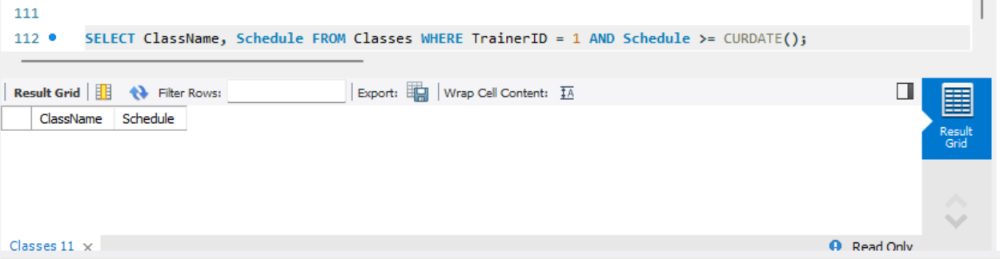 111
112 SELECT ClassName, Schedule FROM Classes WHERE TrainerID = 1 AND Schedule >= CURDATE();
Result Grid Filter Rows: Export: Wrap Cell Content: IA
ClassName Schedule
Result
Grid
Classes 11 × Read Only